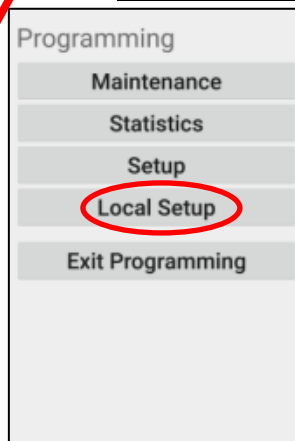 Programming
Maintenance
Statistics
Setup
Local Setup
Exit Programming